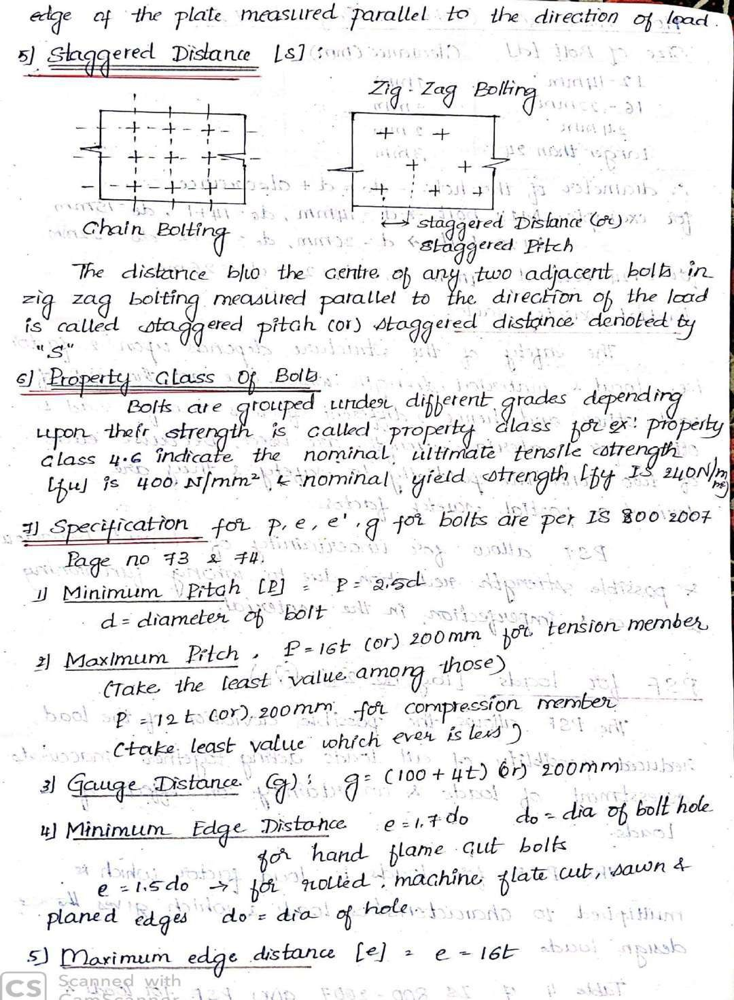 edge of the plate measured parallel to the direction of load.
5) Staggered Distance [S] :
Zig-Zag Bolting
Chain Bolting
staggered Distance (or)
staggered Pitch
The distance b/w the centre of any two adjacent bolts in
zig zag bolting measured parallel to the direction of the load
is called staggered pitch (or) staggered distance denoted by
"S"
6) Property Class Of Bolts
Bolts are grouped under different grades depending
upon their strength is called property class for ex: property
class 4.6 indicate the nominal ultimate tensile strength
[fu] is 400 N/mm² & nominal yield strength [fy IS 240N/m
7) Specification for p, e, e', g for bolts are per IS 800 2007
Page no 73 & 74.
1) Minimum Pitch [P] = P = 2.5d
d = diameter of bolt
2) Maximum Pitch, P = 16t (or) 200mm for tension member
(Take the least value among those)
P = 12t (or) 200mm for compression member
(take least value which ever is less)
3) Gauge Distance (g) : g = (100 + 4t) (or) 200mm
4) Minimum Edge Distance e = 1.7 do do = dia of bolt hole
for hand flame cut bolts
e = 1.5 do → for rolled, machine flate cut, sawn &
planed edges do = dia of hole
5) Maximum edge distance [e] = e = 16t
CS Scanned with